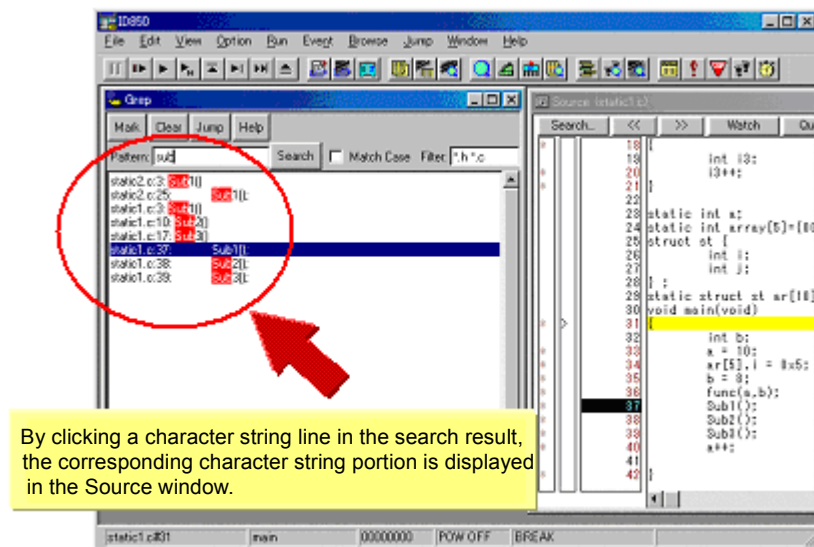 ID850
File Edit View Option Run Event Browse Jump Window Help
Grep
Mark Clear Jump Help
Pattern: sub Search Match Case Filter: *.h *.c
static2.c:3: Sub1()
static2.c:25: Sub1();
static1.c:3: Sub1()
static1.c:10: Sub2()
static1.c:17: Sub3()
static1.c:37: Sub1();
static1.c:38: Sub2();
static1.c:39: Sub3();
Source (static1.c)
Search... << >> Watch Qu
18 {
19 int i3;
20 i3++;
21 }
22
23 static int a;
24 static int array[5]={
25 struct st {
26 int i;
27 int j;
28 } ;
29 static struct st ar[10]
30 void main(void)
31 {
32 int b;
33 a = 10;
34 ar[5].i = 0x5;
35 b = 8;
36 func(a,b);
37 Sub1();
38 Sub2();
39 Sub3();
40 a++;
41
42 }
By clicking a character string line in the search result,
the corresponding character string portion is displayed
in the Source window.
static1.c#31 main 00000000 POW OFF BREAK